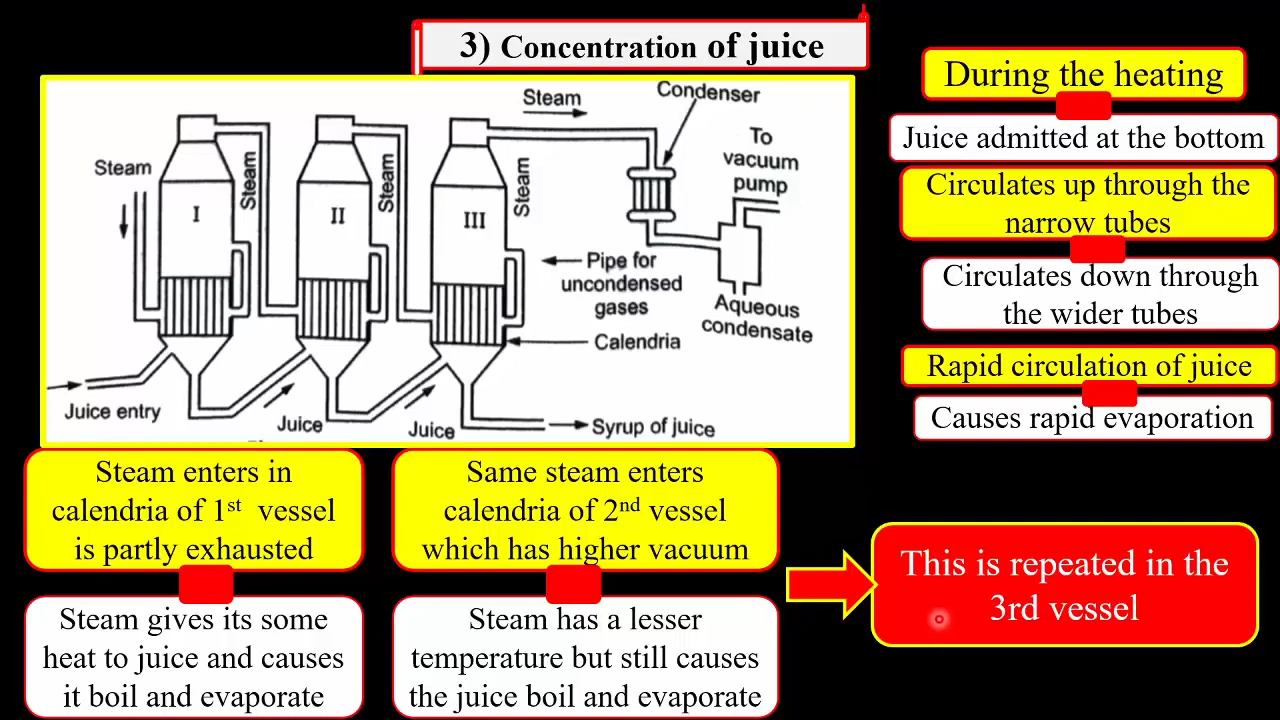 3) Concentration of juice
Steam
Condenser
To
vacuum
pump
Steam
Steam
Steam
Steam
I
II
III
Pipe for
uncondensed
gases
Aqueous
condensate
Calendria
Juice entry
Juice
Juice
Syrup of juice
During the heating
Juice admitted at the bottom
Circulates up through the
narrow tubes
Circulates down through
the wider tubes
Rapid circulation of juice
Causes rapid evaporation
Steam enters in
calendria of 1st vessel
is partly exhausted
Steam gives its some
heat to juice and causes
it boil and evaporate
Same steam enters
calendria of 2nd vessel
which has higher vacuum
Steam has a lesser
temperature but still causes
the juice boil and evaporate
This is repeated in the
3rd vessel